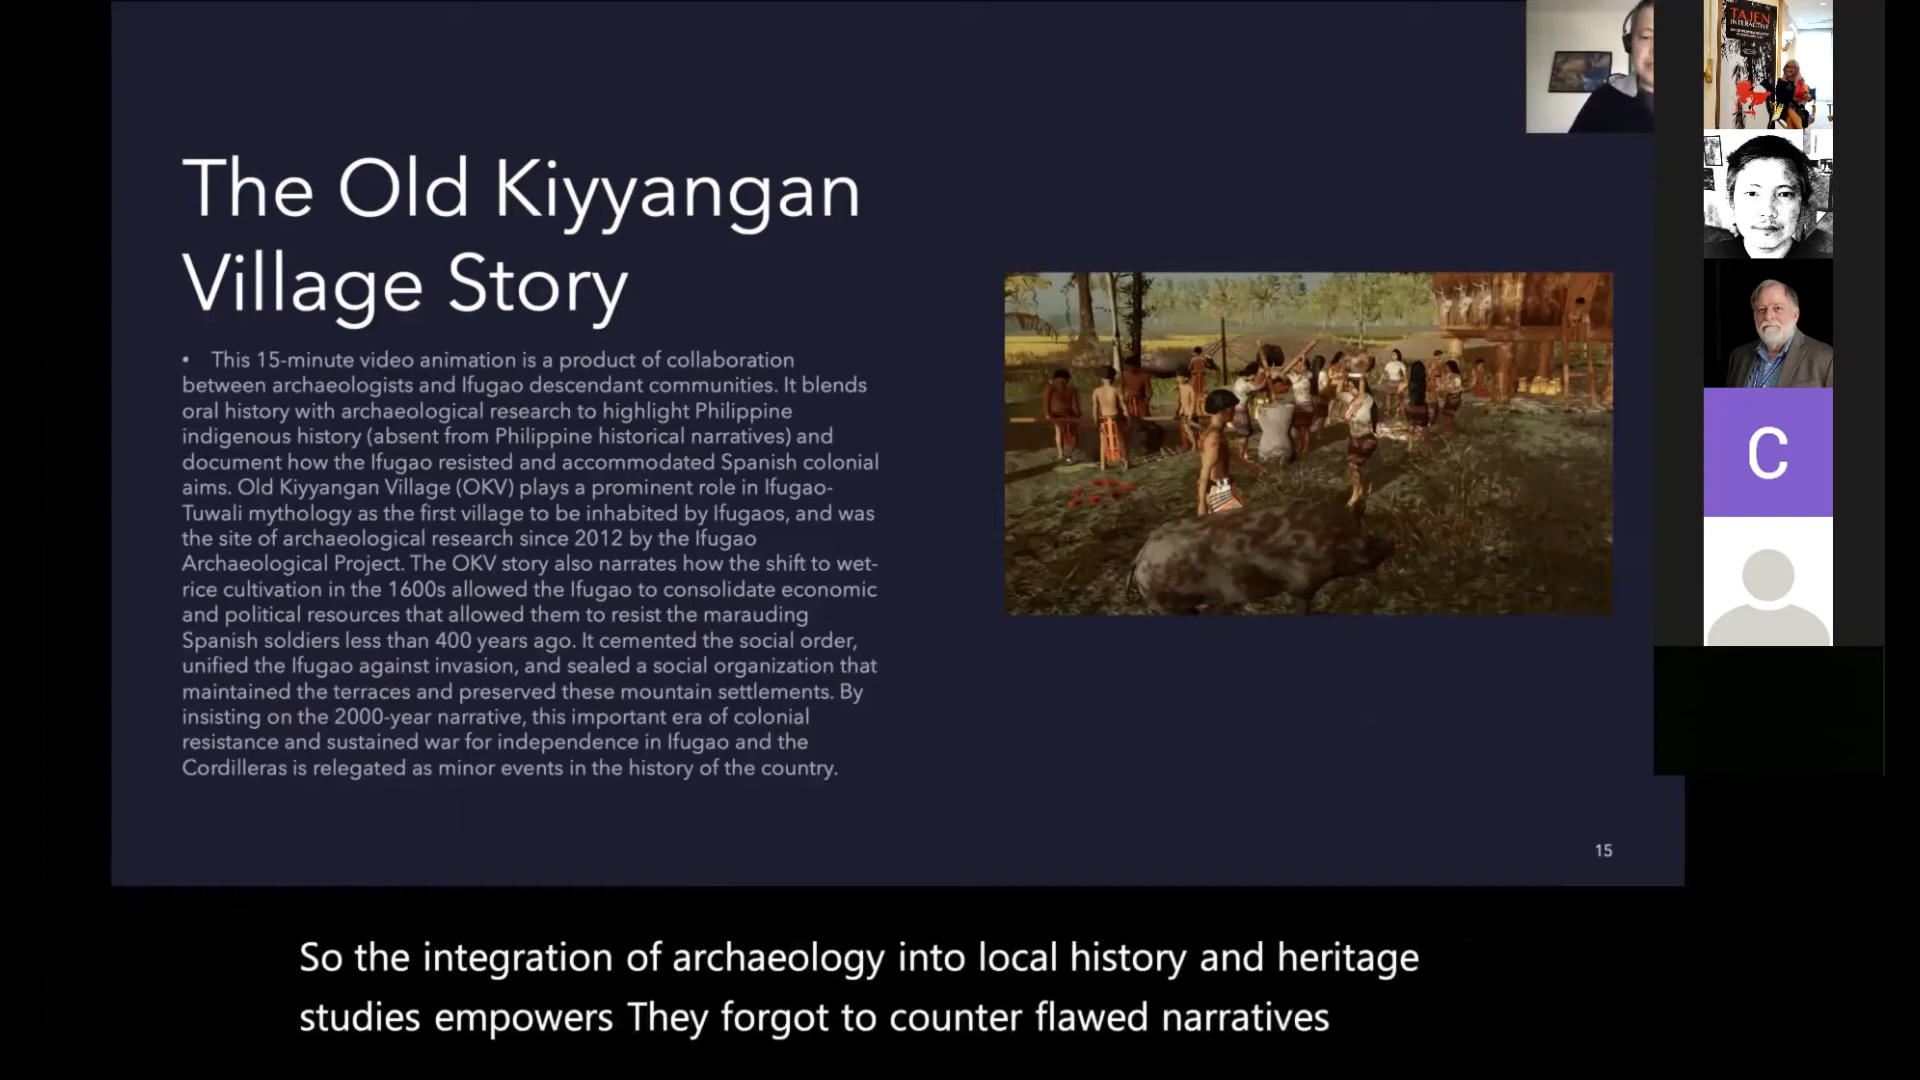 The Old Kiyyangan
Village Story
• This 15-minute video animation is a product of collaboration
between archaeologists and Ifugao descendant communities. It blends
oral history with archaeological research to highlight Philippine
indigenous history (absent from Philippine historical narratives) and
document how the Ifugao resisted and accommodated Spanish colonial
aims. Old Kiyyangan Village (OKV) plays a prominent role in Ifugao-
Tuwali mythology as the first village to be inhabited by Ifugaos, and was
the site of archaeological research since 2012 by the Ifugao
Archaeological Project. The OKV story also narrates how the shift to wet-
rice cultivation in the 1600s allowed the Ifugao to consolidate economic
and political resources that allowed them to resist the marauding
Spanish soldiers less than 400 years ago. It cemented the social order,
unified the Ifugao against invasion, and sealed a social organization that
maintained the terraces and preserved these mountain settlements. By
insisting on the 2000-year narrative, this important era of colonial
resistance and sustained war for independence in Ifugao and the
Cordilleras is relegated as minor events in the history of the country.
15
TAJEN
INTERACTIVE
C
So the integration of archaeology into local history and heritage
studies empowers They forgot to counter flawed narratives